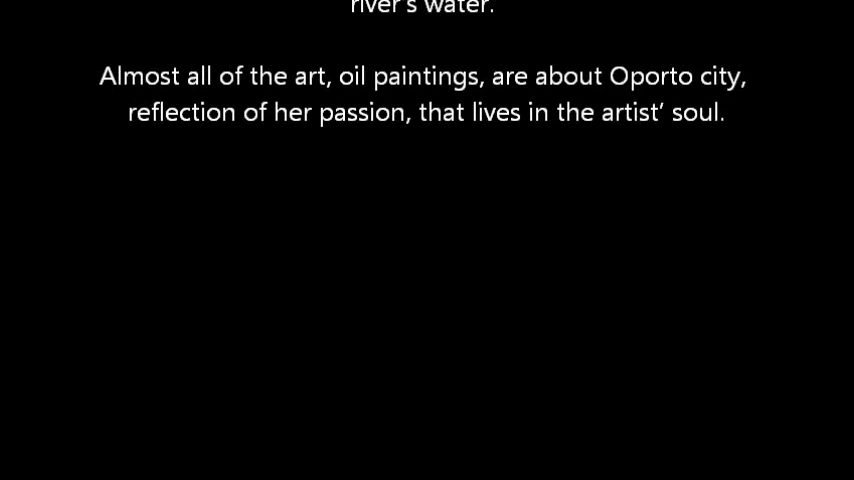 river's water.
Almost all of the art, oil paintings, are about Oporto city,
reflection of her passion, that lives in the artist’ soul.